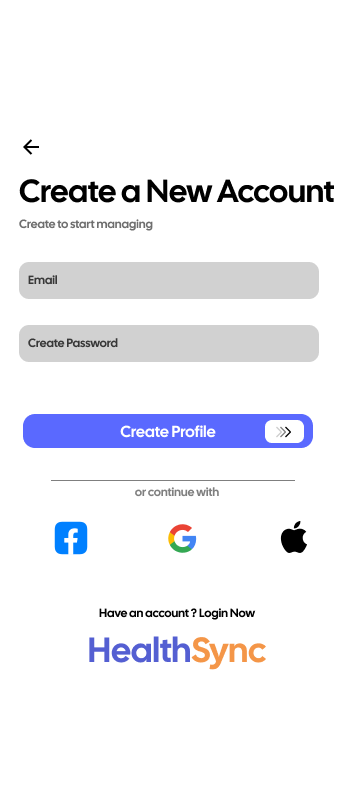 Create a New Account
Create to start managing
Email
Create Password
Create Profile
or continue with
Have an account ? Login Now
HealthSync